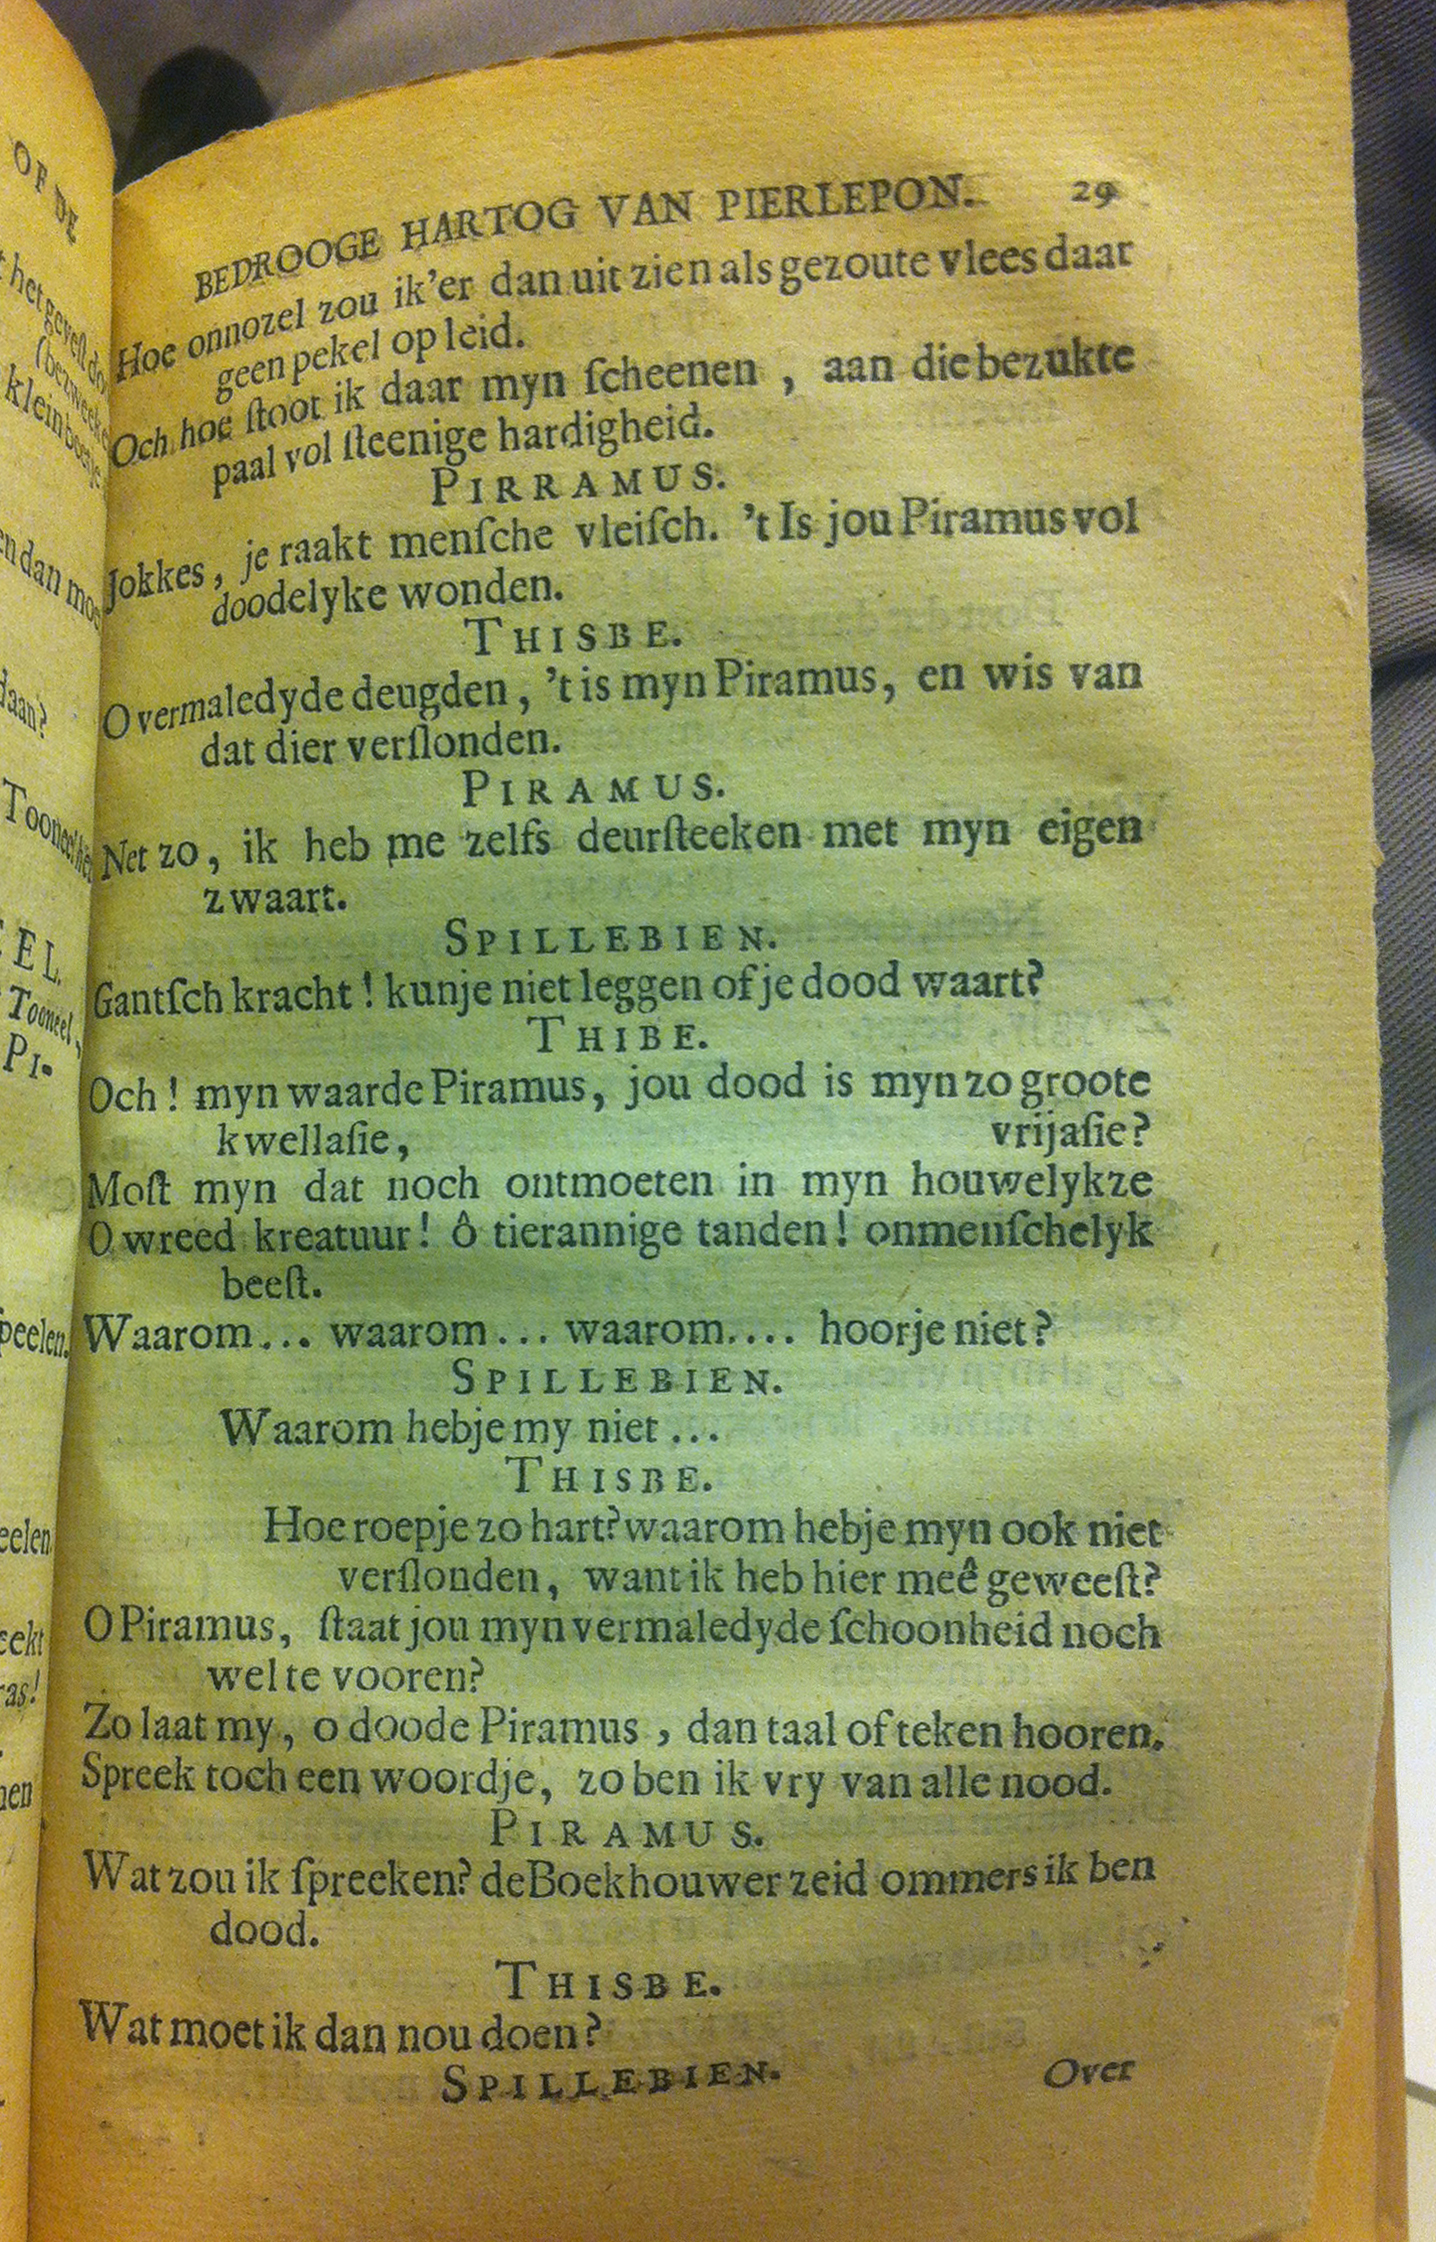 OF DE
BEDROOGE HARTOG VAN PIERLEPON. 29
Hoe onnozel zou ik'er dan uit zien als gezoute vlees daar
geen pekel op leid.
Och hoe ſtoot ik daar myn ſcheenen, aan die bezukte
paal vol ſteenige hardigheid.
PIRRAMUS.
Jokkes, je raakt menſche vleiſch. 't Is jou Piramus vol
doodelyke wonden.
THISBE.
O vermaledyde deugden, 't is myn Piramus, en wis van
dat dier verſlonden.
PIRAMUS.
Net zo, ik heb me zelfs deurſteeken met myn eigen
zwaart.
SPILLEBIEN.
Gantſch kracht! kunje niet leggen of je dood waart?
THIBE.
Och! myn waarde Piramus, jou dood is myn zo groote
kwellaſie, vrijaſie?
Moſt myn dat noch ontmoeten in myn houwelykze
O wreed kreatuur! ô tierannige tanden! onmenſchelyk
beeſt.
Waarom... waarom... waarom.... hoorje niet?
SPILLEBIEN.
Waarom hebje my niet...
THISBE.
Hoe roepje zo hart? waarom hebje myn ook niet
verſlonden, want ik heb hier meê geweeſt?
O Piramus, ſtaat jou myn vermaledyde ſchoonheid noch
wel te vooren?
Zo laat my, o doode Piramus, dan taal of teken hooren.
Spreek toch een woordje, zo ben ik vry van alle nood.
PIRAMUS.
Wat zou ik ſpreeken? de Boekhouwer zeid ommers ik ben
dood.
THISBE.
Wat moet ik dan nou doen?
SPILLEBIEN. Over